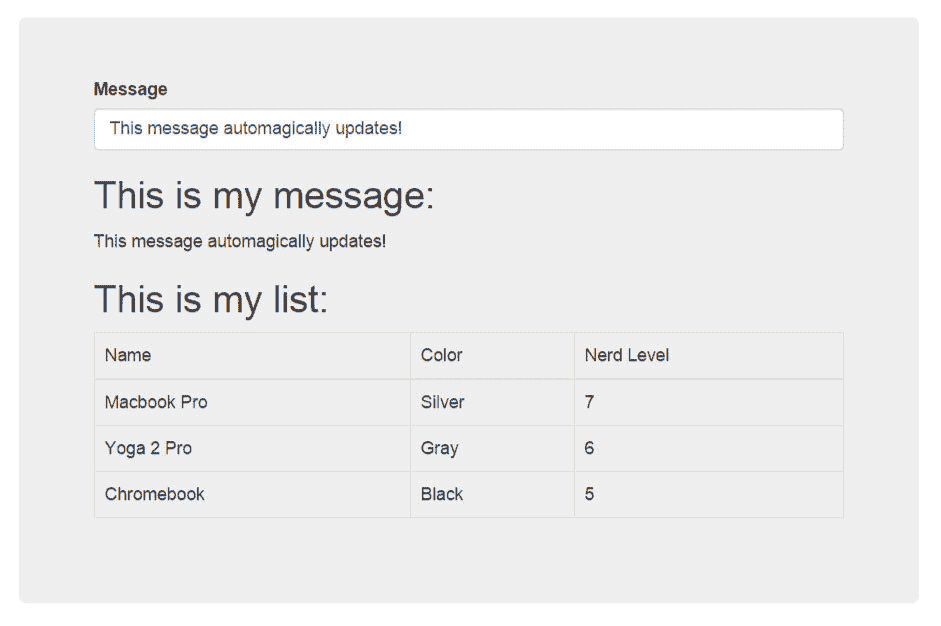 Message
This message automagically updates!
This is my message:
This message automagically updates!
This is my list:
Name Color Nerd Level
Macbook Pro Silver 7
Yoga 2 Pro Gray 6
Chromebook Black 5